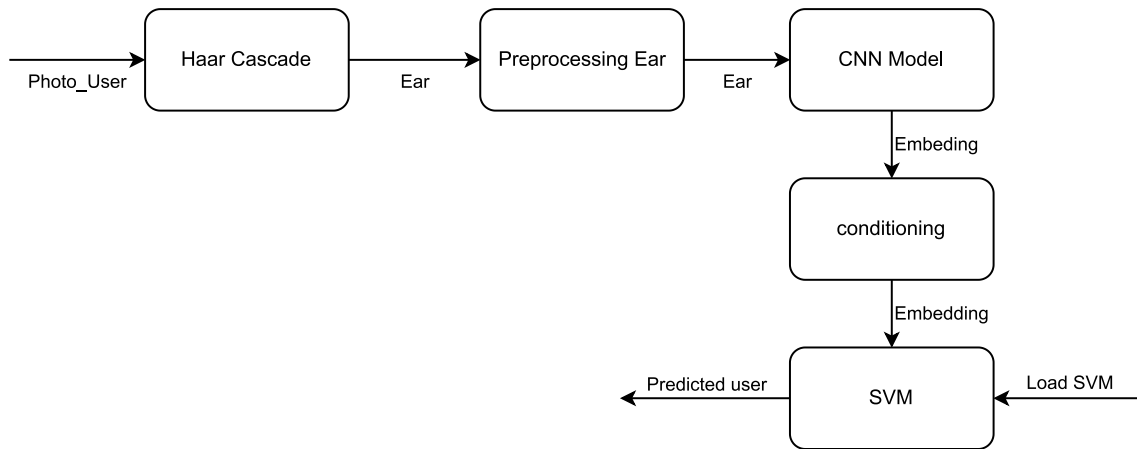 Haar Cascade
Preprocessing Ear
CNN Model
Photo_User
Ear
Ear
Embeding
conditioning
Embedding
Predicted user
SVM
Load SVM